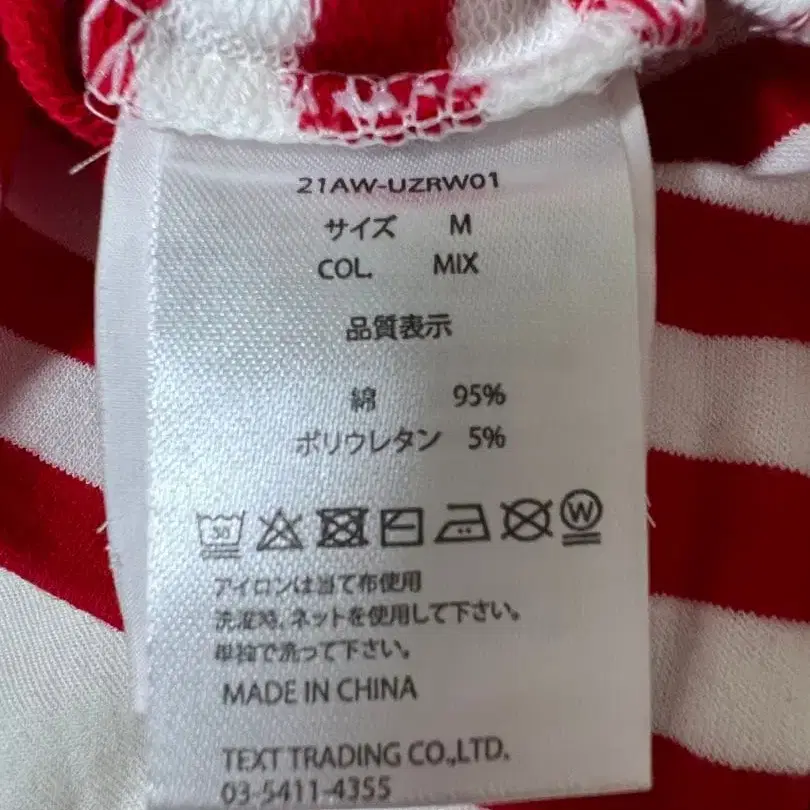 21AW-UZRW01
サイズ M
COL. MIX
品質表示
綿 95%
ポリウレタン 5%
30 W
アイロンは当て布使用
洗濯時、ネットを使用して下さい。
単独で洗って下さい。
MADE IN CHINA
TEXT TRADING CO.,LTD.
03-5411-4355